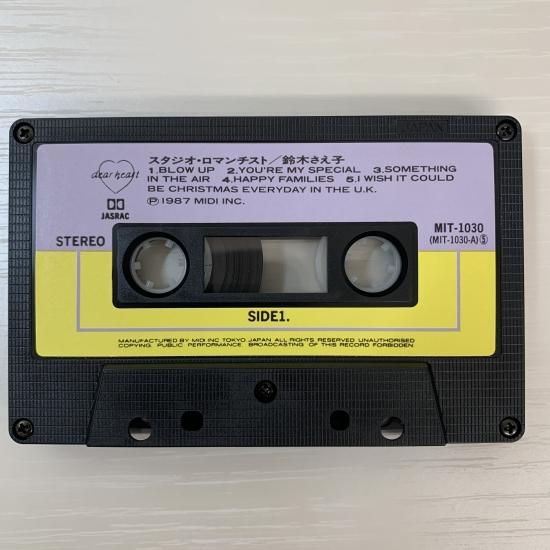 JAPAN
dear heart
スタジオ・ロマンチスト/鈴木さえ子
1.BLOW UP 2.YOU'RE MY SPECIAL 3.SOMETHING
IN THE AIR 4.HAPPY FAMILIES 5.I WISH IT COULD
BE CHRISTMAS EVERYDAY IN THE U.K.
Ⓟ1987 MIDI INC.
JASRAC
STEREO
MIT-1030
(MIT-1030-A)⑤
SIDE1.
MANUFACTURED BY MIDI INC TOKYO JAPAN ALL RIGHTS RESERVED UNAUTHORISED
COPYING. PUBLIC PERFORMANCE. BROADCASTING OF THIS RECORD FORBIDDEN.